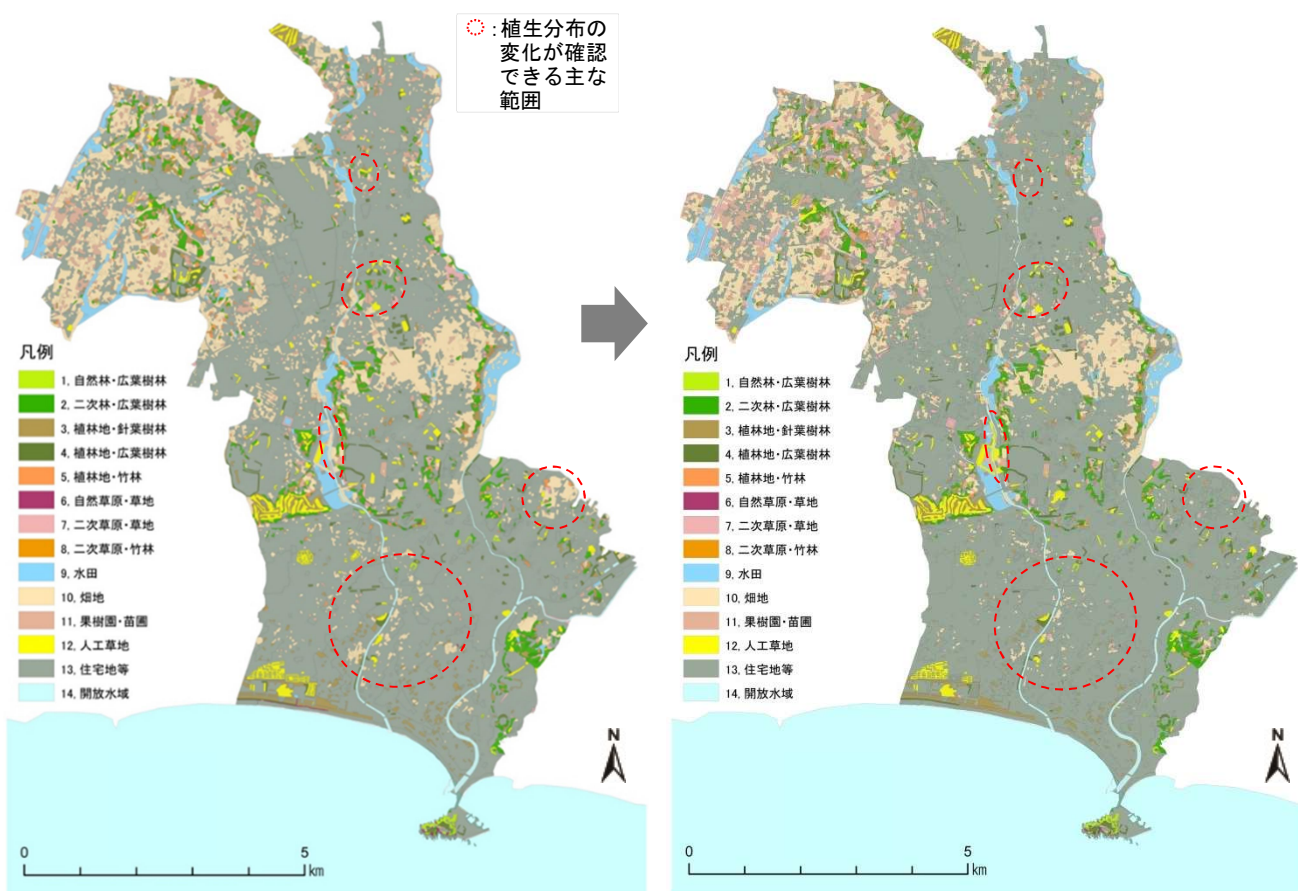 :植生分布の
変化が確認
できる主な
範囲
凡例
1. 自然林・広葉樹林
2. 二次林・広葉樹林
3. 植林地・針葉樹林
4. 植林地・広葉樹林
5. 植林地・竹林
6. 自然草原・草地
7. 二次草原・草地
8. 二次草原・竹林
9. 水田
10. 畑地
11. 果樹園・苗圃
12. 人工草地
13. 住宅地等
14. 開放水域
N
0 5
km
凡例
1. 自然林・広葉樹林
2. 二次林・広葉樹林
3. 植林地・針葉樹林
4. 植林地・広葉樹林
5. 植林地・竹林
6. 自然草原・草地
7. 二次草原・草地
8. 二次草原・竹林
9. 水田
10. 畑地
11. 果樹園・苗圃
12. 人工草地
13. 住宅地等
14. 開放水域
N
0 5
km